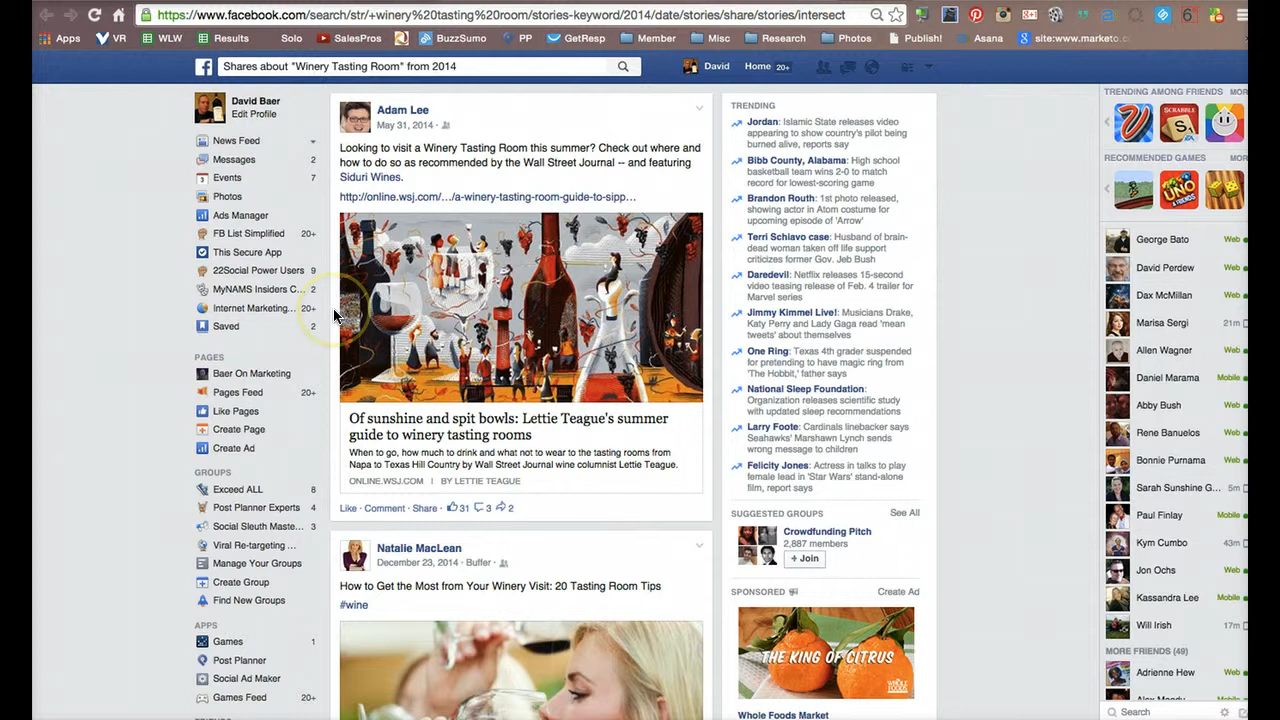 https://www.facebook.com/search/str/+winery%20tasting%20room/stories-keyword/2014/date/stories/share/stories/intersect
Apps VR WLW Results Solo SalesPros BuzzSumo PP GetResp Member Misc Research Photos Publish! Asana site:www.marketo.c
Shares about "Winery Tasting Room" from 2014
David Home 20+
David Baer
Edit Profile
News Feed
Messages 2
Events 7
Photos
Ads Manager
FB List Simplified 20+
This Secure App
22Social Power Users 9
MyNAMS Insiders C... 2
Internet Marketing... 20+
Saved 2
PAGES
Baer On Marketing
Pages Feed 20+
Like Pages
Create Page
Create Ad
GROUPS
Exceed ALL 8
Post Planner Experts 4
Social Sleuth Maste... 3
Viral Re-targeting ...
Manage Your Groups
Create Group
Find New Groups
APPS
Games 1
Post Planner
Social Ad Maker
Games Feed 20+
Adam Lee
May 31, 2014 ·
Looking to visit a Winery Tasting Room this summer? Check out where and
how to do so as recommended by the Wall Street Journal -- and featuring
Siduri Wines.
http://online.wsj.com/…/a-winery-tasting-room-guide-to-sipp…
Of sunshine and spit bowls: Lettie Teague's summer
guide to winery tasting rooms
When to go, how much to drink and what not to wear to the tasting rooms from
Napa to Texas Hill Country by Wall Street Journal wine columnist Lettie Teague.
ONLINE.WSJ.COM | BY LETTIE TEAGUE
Like · Comment · Share · 31 3 2
Natalie MacLean
December 23, 2014 · Buffer ·
How to Get the Most from Your Winery Visit: 20 Tasting Room Tips
#wine
TRENDING
Jordan: Islamic State releases video
appearing to show country's pilot being
burned alive, reports say
Bibb County, Alabama: High school
basketball team wins 2-0 to match
record for lowest-scoring game
Brandon Routh: 1st photo released,
showing actor in Atom costume for
upcoming episode of 'Arrow'
Terri Schiavo case: Husband of brain-
dead woman taken off life support
criticizes former Gov. Jeb Bush
Daredevil: Netflix releases 15-second
video teasing release of Feb. 4 trailer for
Marvel series
Jimmy Kimmel Live!: Musicians Drake,
Katy Perry and Lady Gaga read 'mean
tweets' about themselves
One Ring: Texas 4th grader suspended
for pretending to have magic ring from
'The Hobbit,' father says
National Sleep Foundation:
Organization releases scientific study
with updated sleep recommendations
Larry Foote: Cardinals linebacker says
Seahawks' Marshawn Lynch sends
wrong message to children
Felicity Jones: Actress in talks to play
female lead in 'Star Wars' stand-alone
film, report says
SUGGESTED GROUPS See All
Crowdfunding Pitch
2,887 members
+ Join
SPONSORED Create Ad
THE KING OF CITRUS
WHOLE FOODS
Whole Foods Market
TRENDING AMONG FRIENDS MOR
SCRABBLE
RECOMMENDED GAMES MOR
UNO
George Bato Web
David Perdew Web
Dax McMillan Web
Marisa Sergi 21m
Allen Wagner Web
Daniel Marama Mobile
Abby Bush Web
Rene Banuelos Web
Bonnie Purnama Web
Sarah Sunshine G... 5m
Paul Finlay Web
Kym Cumbo 43m
Jon Ochs Web
Kassandra Lee Mobile
Will Irish 17m
MORE FRIENDS (49)
Adrienne Hew Web
Search